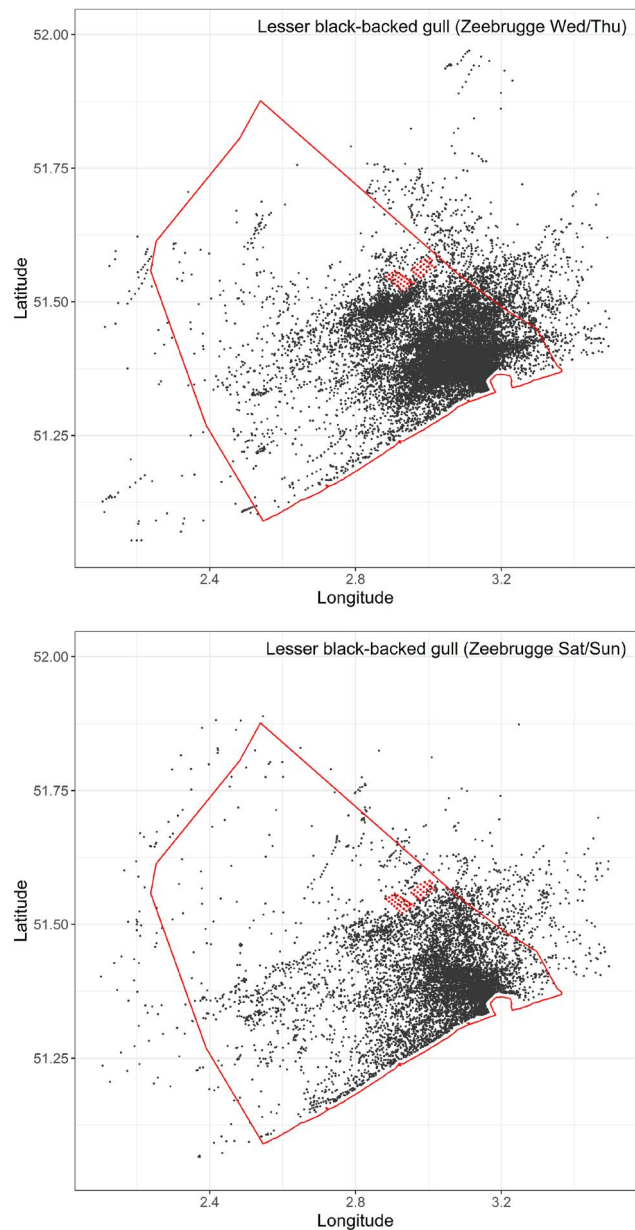 Lesser black-backed gull (Zeebrugge Wed/Thu)
52.00
51.75
51.50
51.25
Latitude
2.4 2.8 3.2
Longitude
Lesser black-backed gull (Zeebrugge Sat/Sun)
52.00
51.75
51.50
51.25
Latitude
2.4 2.8 3.2
Longitude